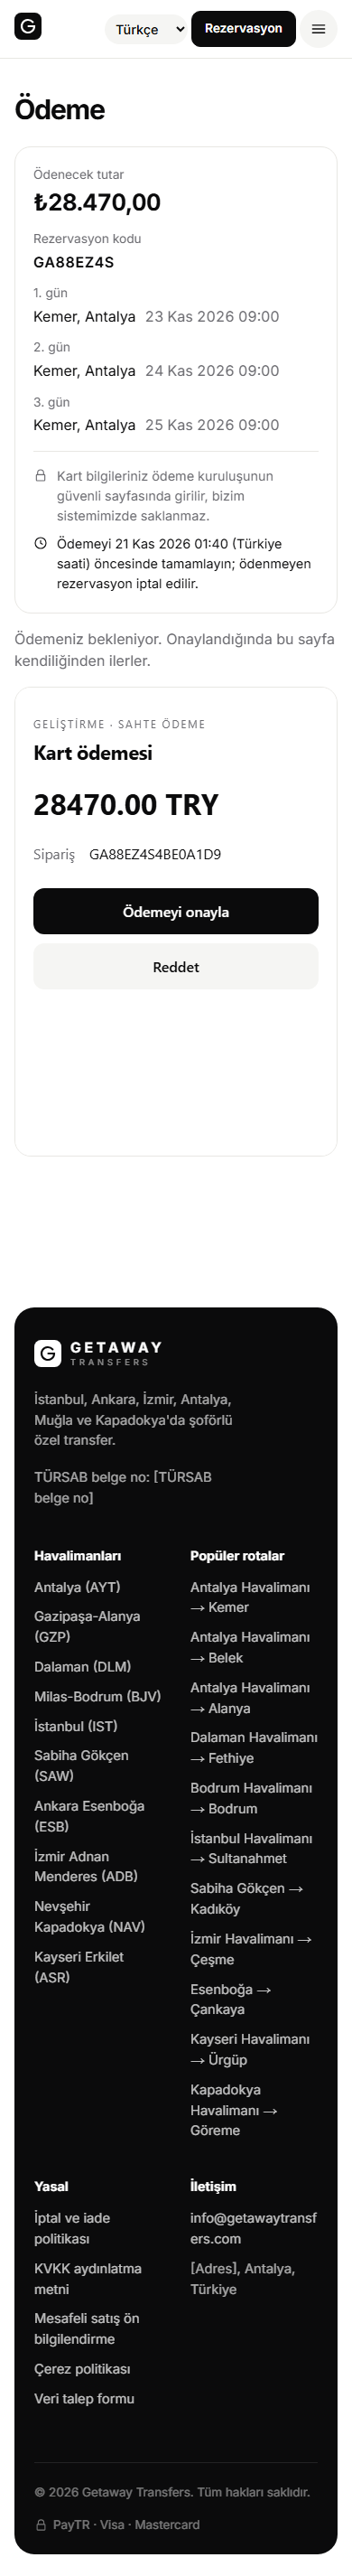 G
Türkçe
Rezervasyon
Ödeme
Ödenecek tutar
₺28.470,00
Rezervasyon kodu
GA88EZ4S
1. gün
Kemer, Antalya 23 Kas 2026 09:00
2. gün
Kemer, Antalya 24 Kas 2026 09:00
3. gün
Kemer, Antalya 25 Kas 2026 09:00
Kart bilgileriniz ödeme kuruluşunun
güvenli sayfasında girilir, bizim
sistemimizde saklanmaz.
Ödemeyi 21 Kas 2026 01:40 (Türkiye
saati) öncesinde tamamlayın; ödenmeyen
rezervasyon iptal edilir.
Ödemeniz bekleniyor. Onaylandığında bu sayfa
kendiliğinden ilerler.
GELİŞTİRME · SAHTE ÖDEME
Kart ödemesi
28470.00 TRY
Sipariş GA88EZ4S4BE0A1D9
Ödemeyi onayla
Reddet
G GETAWAY
TRANSFERS
İstanbul, Ankara, İzmir, Antalya,
Muğla ve Kapadokya'da şoförlü
özel transfer.
TÜRSAB belge no: [TÜRSAB
belge no]
Havalimanları
Antalya (AYT)
Gazipaşa-Alanya
(GZP)
Dalaman (DLM)
Milas-Bodrum (BJV)
İstanbul (IST)
Sabiha Gökçen
(SAW)
Ankara Esenboğa
(ESB)
İzmir Adnan
Menderes (ADB)
Nevşehir
Kapadokya (NAV)
Kayseri Erkilet
(ASR)
Popüler rotalar
Antalya Havalimanı
→ Kemer
Antalya Havalimanı
→ Belek
Antalya Havalimanı
→ Alanya
Dalaman Havalimanı
→ Fethiye
Bodrum Havalimanı
→ Bodrum
İstanbul Havalimanı
→ Sultanahmet
Sabiha Gökçen →
Kadıköy
İzmir Havalimanı →
Çeşme
Esenboğa →
Çankaya
Kayseri Havalimanı
→ Ürgüp
Kapadokya
Havalimanı →
Göreme
Yasal
İptal ve iade
politikası
KVKK aydınlatma
metni
Mesafeli satış ön
bilgilendirme
Çerez politikası
Veri talep formu
İletişim
info@getawaytransf
ers.com
[Adres], Antalya,
Türkiye
© 2026 Getaway Transfers. Tüm hakları saklıdır.
PayTR · Visa · Mastercard